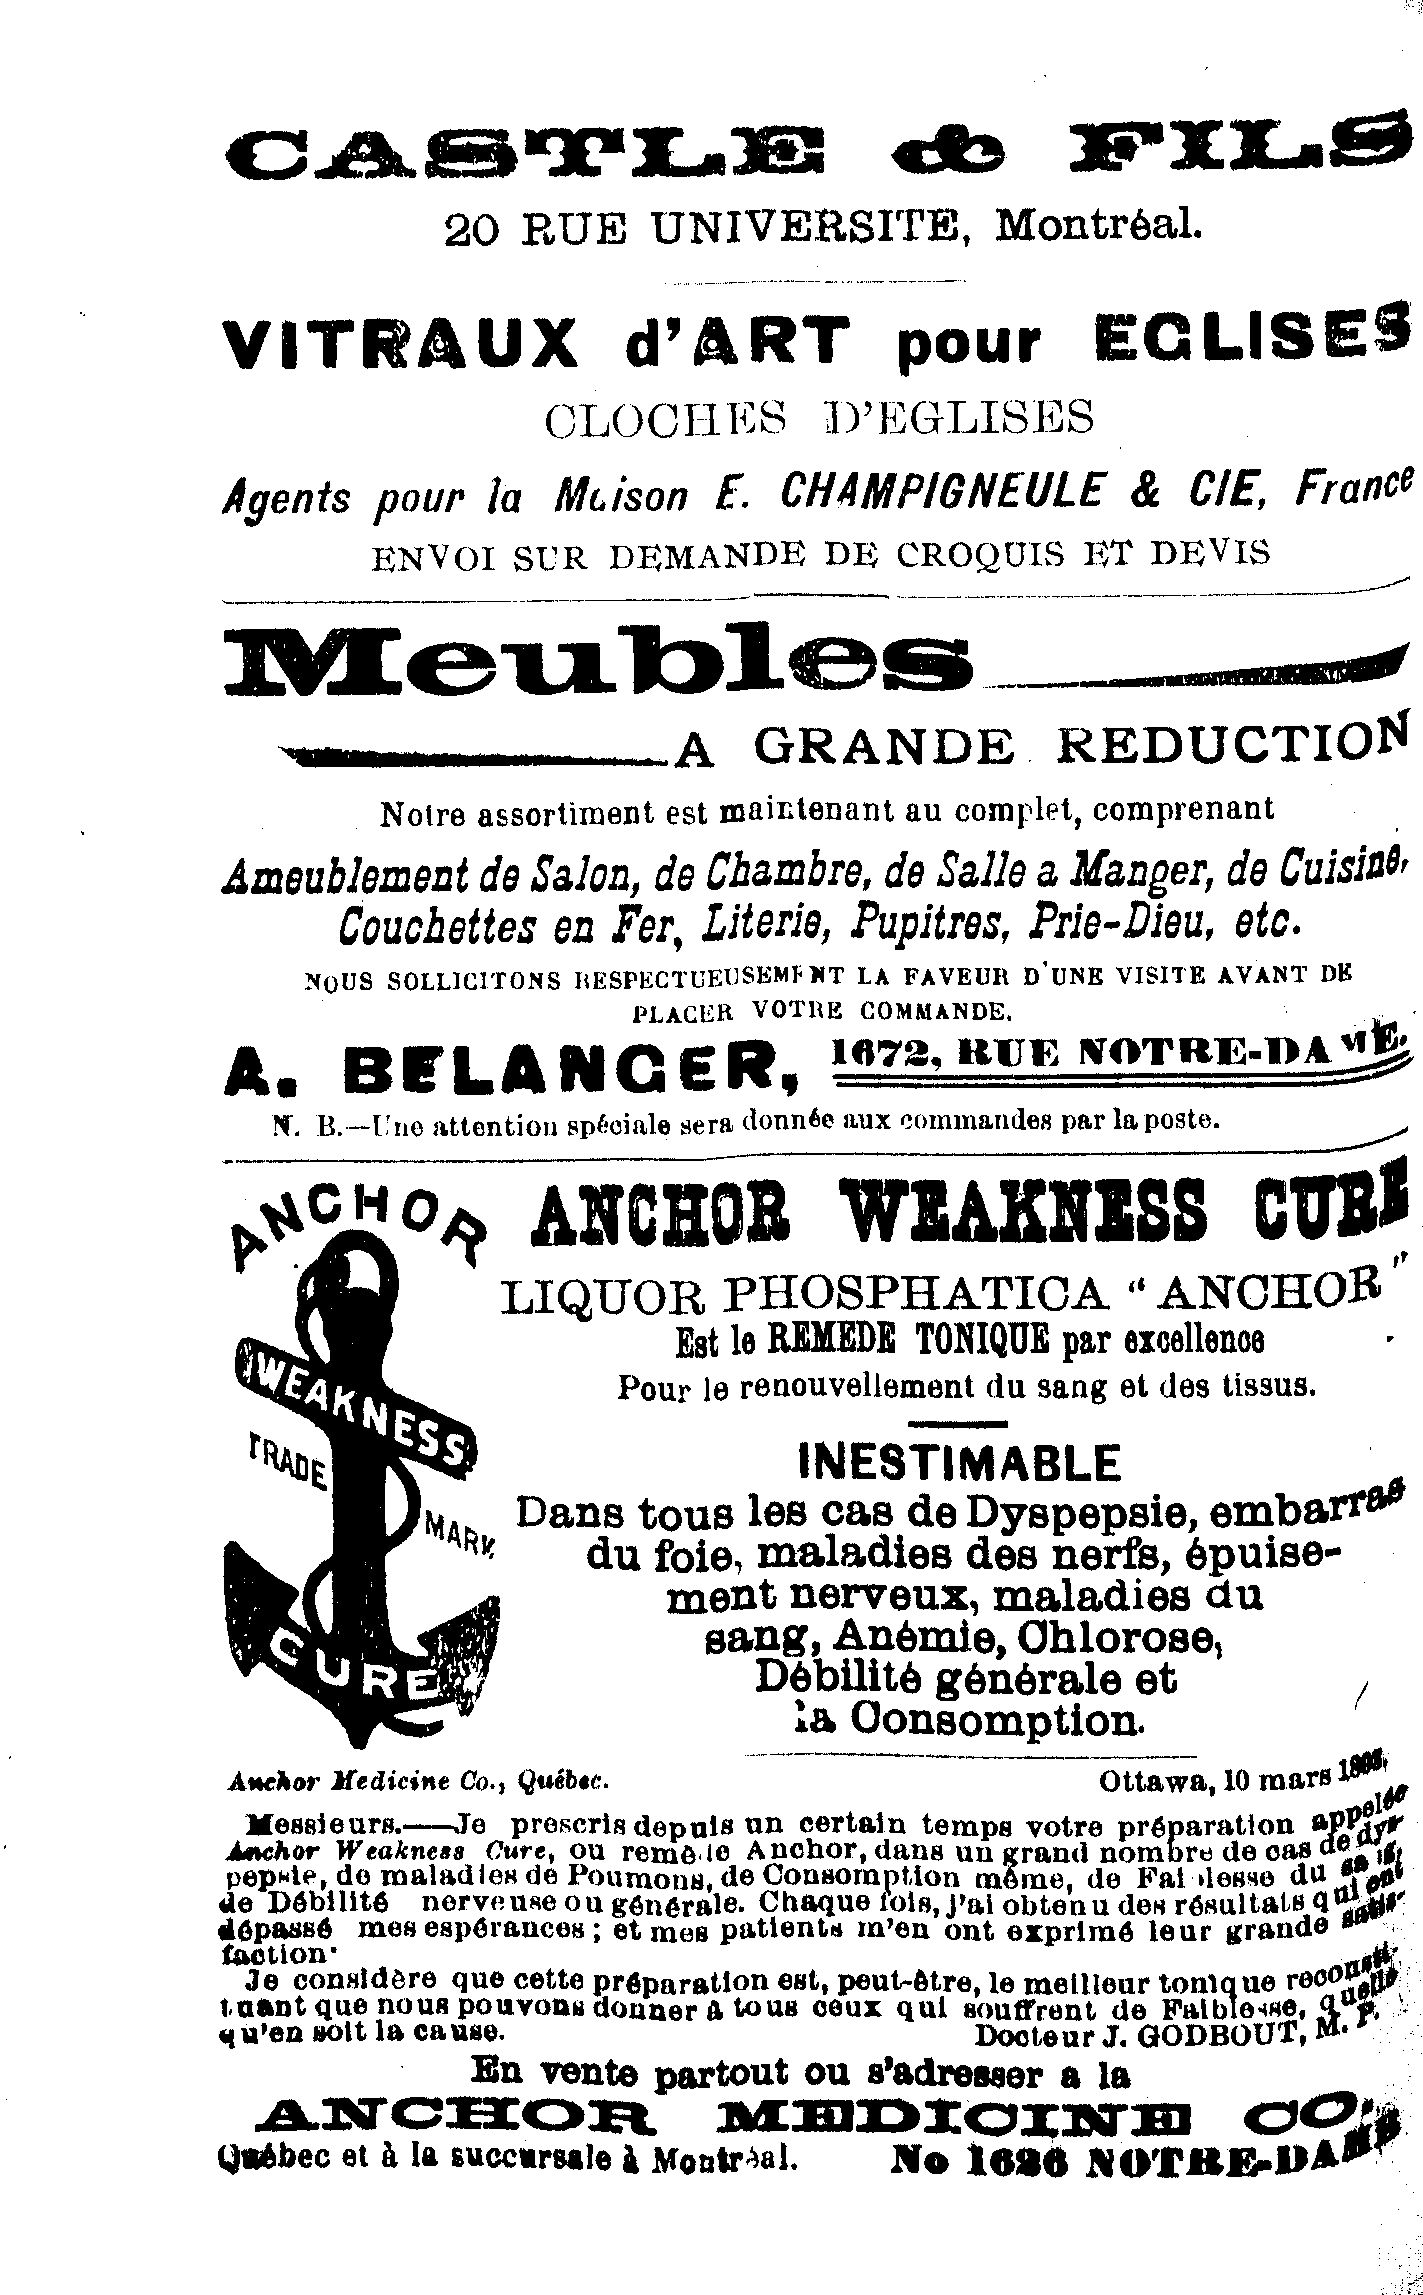 CASTLE & FILS
20 RUE UNIVERSITE, Montréal.
VITRAUX d'ART pour EGLISES
CLOCHES D'EGLISES
Agents pour la Maison E. CHAMPIGNEULE & CIE, France
ENVOI SUR DEMANDE DE CROQUIS ET DEVIS
Meubles
A GRANDE REDUCTION
Notre assortiment est maintenant au complet, comprenant
Ameublement de Salon, de Chambre, de Salle a Manger, de Cuisine,
Couchettes en Fer, Literie, Pupitres, Prie-Dieu, etc.
NOUS SOLLICITONS RESPECTUEUSEMENT LA FAVEUR D'UNE VISITE AVANT DE
PLACER VOTRE COMMANDE.
A. BELANGER, 1672, RUE NOTRE-DAME.
N. B.—Une attention spéciale sera donnée aux commandes par la poste.
ANCHOR
WEAKNESS
TRADE
MARK.
CURE
ANCHOR WEAKNESS CURE
LIQUOR PHOSPHATICA "ANCHOR"
Est le REMEDE TONIQUE par excellence
Pour le renouvellement du sang et des tissus.
INESTIMABLE
Dans tous les cas de Dyspepsie, embarras
du foie, maladies des nerfs, épuise-
ment nerveux, maladies du
sang, Anémie, Chlorose,
Débilité générale et
la Consomption.
Anchor Medicine Co., Québec. Ottawa, 10 mars
Messieurs.—Je prescris depuis un certain temps votre préparation appelée
Anchor Weakness Cure, ou remède Anchor, dans un grand nombre de cas de dys-
pepsie, de maladies de Poumons, de Consomption même, de Faiblesse du sang,
de Débilité nerveuse ou générale. Chaque fois, j'ai obtenu des résultats qui ont
dépassé mes espérances ; et mes patients m'en ont exprimé leur grande satis-
faction.
Je considère que cette préparation est, peut-être, le meilleur tonique reconsti-
tuant que nous pouvons donner à tous ceux qui souffrent de Faiblesse, quelle
qu'en soit la cause. Docteur J. GODBOUT, M. P.
En vente partout ou s'adresser a la
ANCHOR MEDICINE CO.
Québec et à la succursale à Montréal. No 1626 NOTRE-DAME